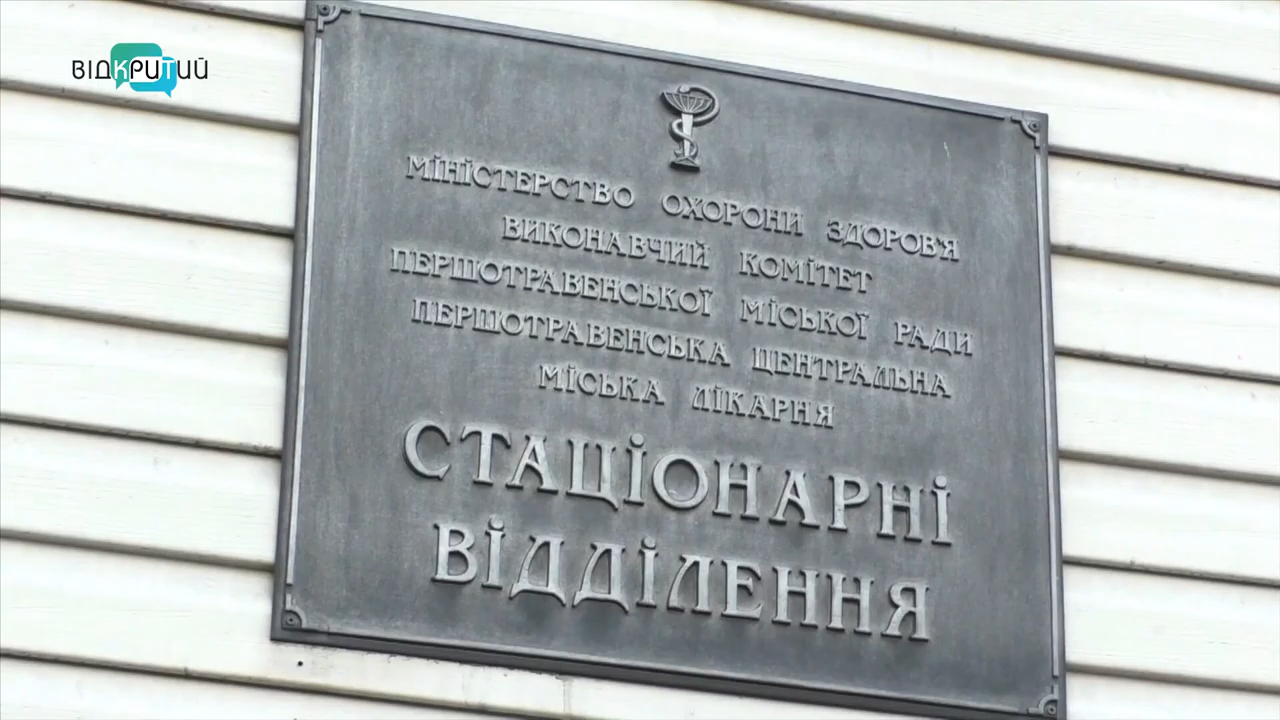 ВІДКРИТИЙ
МІНІСТЕРСТВО ОХОРОНИ ЗДОРОВ'Я
ВИКОНАВЧИЙ КОМІТЕТ
ПЕРШОТРАВЕНСЬКОЇ МІСЬКОЇ РАДИ
ПЕРШОТРАВЕНСЬКА ЦЕНТРАЛЬНА
МІСЬКА ЛІКАРНЯ
СТАЦІОНАРНІ
ВІДДІЛЕННЯ